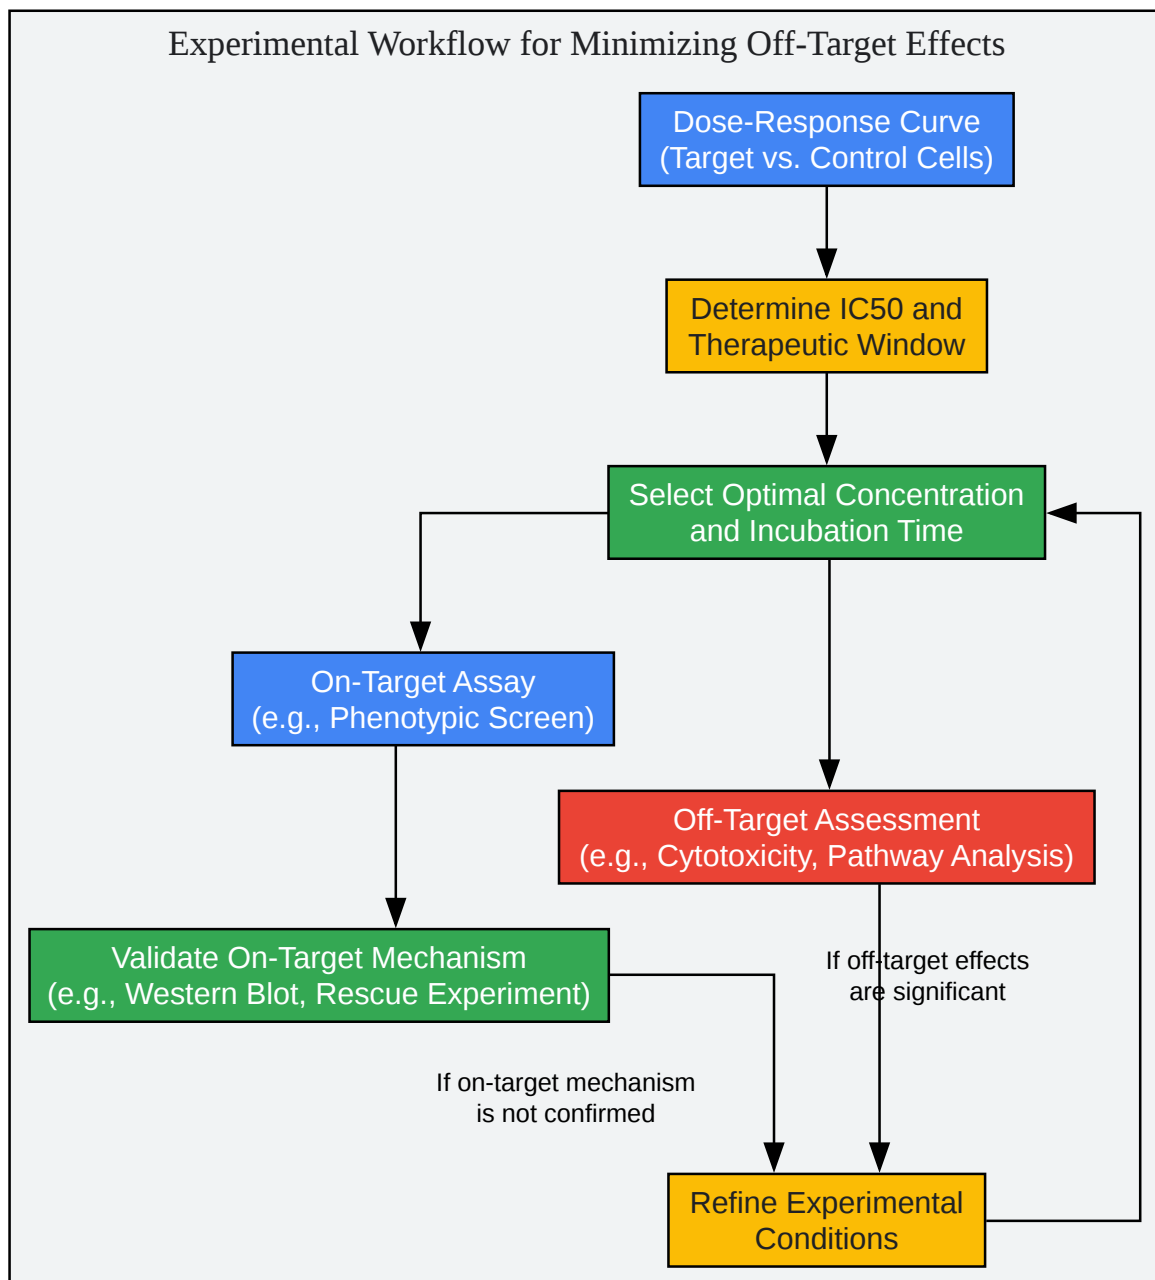 Experimental Workflow for Minimizing Off-Target Effects
Dose-Response Curve
(Target vs. Control Cells)
Determine IC50 and
Therapeutic Window
Select Optimal Concentration
and Incubation Time
On-Target Assay
(e.g., Phenotypic Screen)
Off-Target Assessment
(e.g., Cytotoxicity, Pathway Analysis)
Validate On-Target Mechanism
(e.g., Western Blot, Rescue Experiment)
If off-target effects
are significant
If on-target mechanism
is not confirmed
Refine Experimental
Conditions